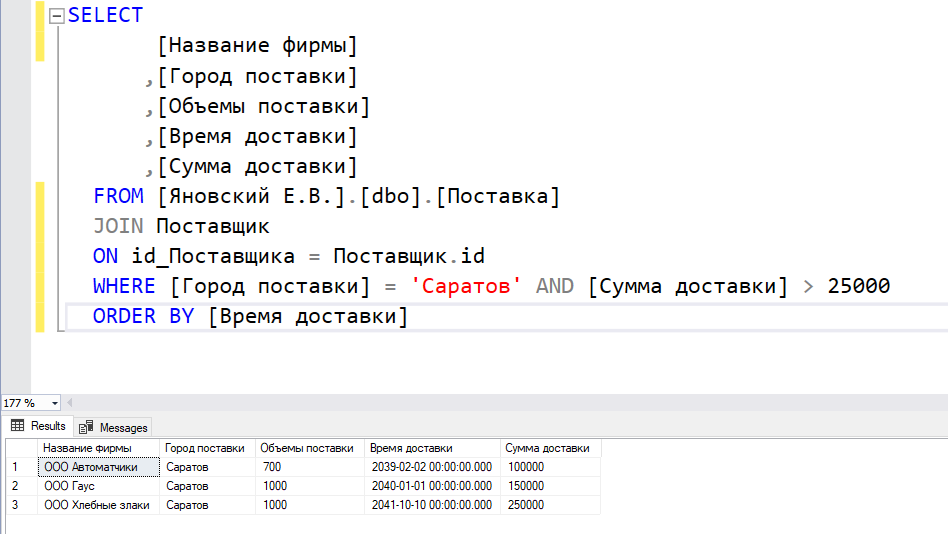 SELECT
[Название фирмы]
,[Город поставки]
,[Объемы поставки]
,[Время доставки]
,[Сумма доставки]
FROM [Яновский Е.В.].[dbo].[Поставка]
JOIN Поставщик
ON id_Поставщика = Поставщик.id
WHERE [Город поставки] = 'Саратов' AND [Сумма доставки] > 25000
ORDER BY [Время доставки]
177 %
Results Messages
Название фирмы Город поставки Объемы поставки Время доставки Сумма доставки
1 ООО Автоматчики Саратов 700 2039-02-02 00:00:00.000 100000
2 ООО Гаус Саратов 1000 2040-01-01 00:00:00.000 150000
3 ООО Хлебные злаки Саратов 1000 2041-10-10 00:00:00.000 250000